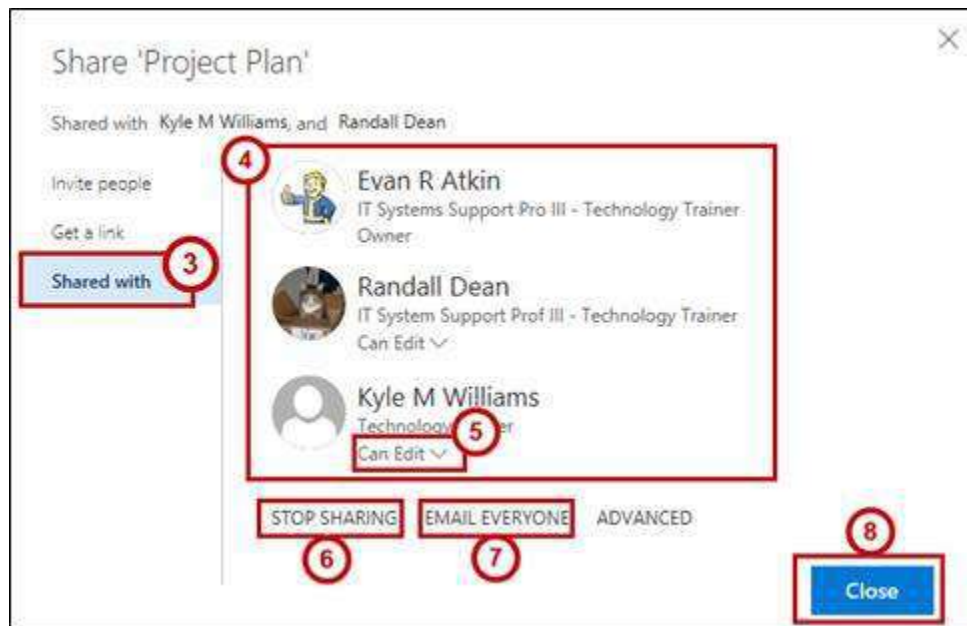 Share 'Project Plan'
Shared with Kyle M Williams, and Randall Dean
4
Invite people
Get a link
Shared with
3
Evan R Atkin
IT Systems Support Pro III - Technology Trainer
Owner
Randall Dean
IT System Support Prof III - Technology Trainer
Can Edit
Kyle M Williams
Technology
5
Can Edit
STOP SHARING
EMAIL EVERYONE
ADVANCED
6
7
8
Close